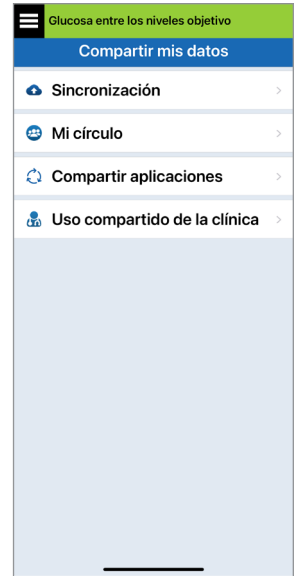 Glucosa entre los niveles objetivo
Compartir mis datos
Sincronización
Mi círculo
Compartir aplicaciones
Uso compartido de la clínica